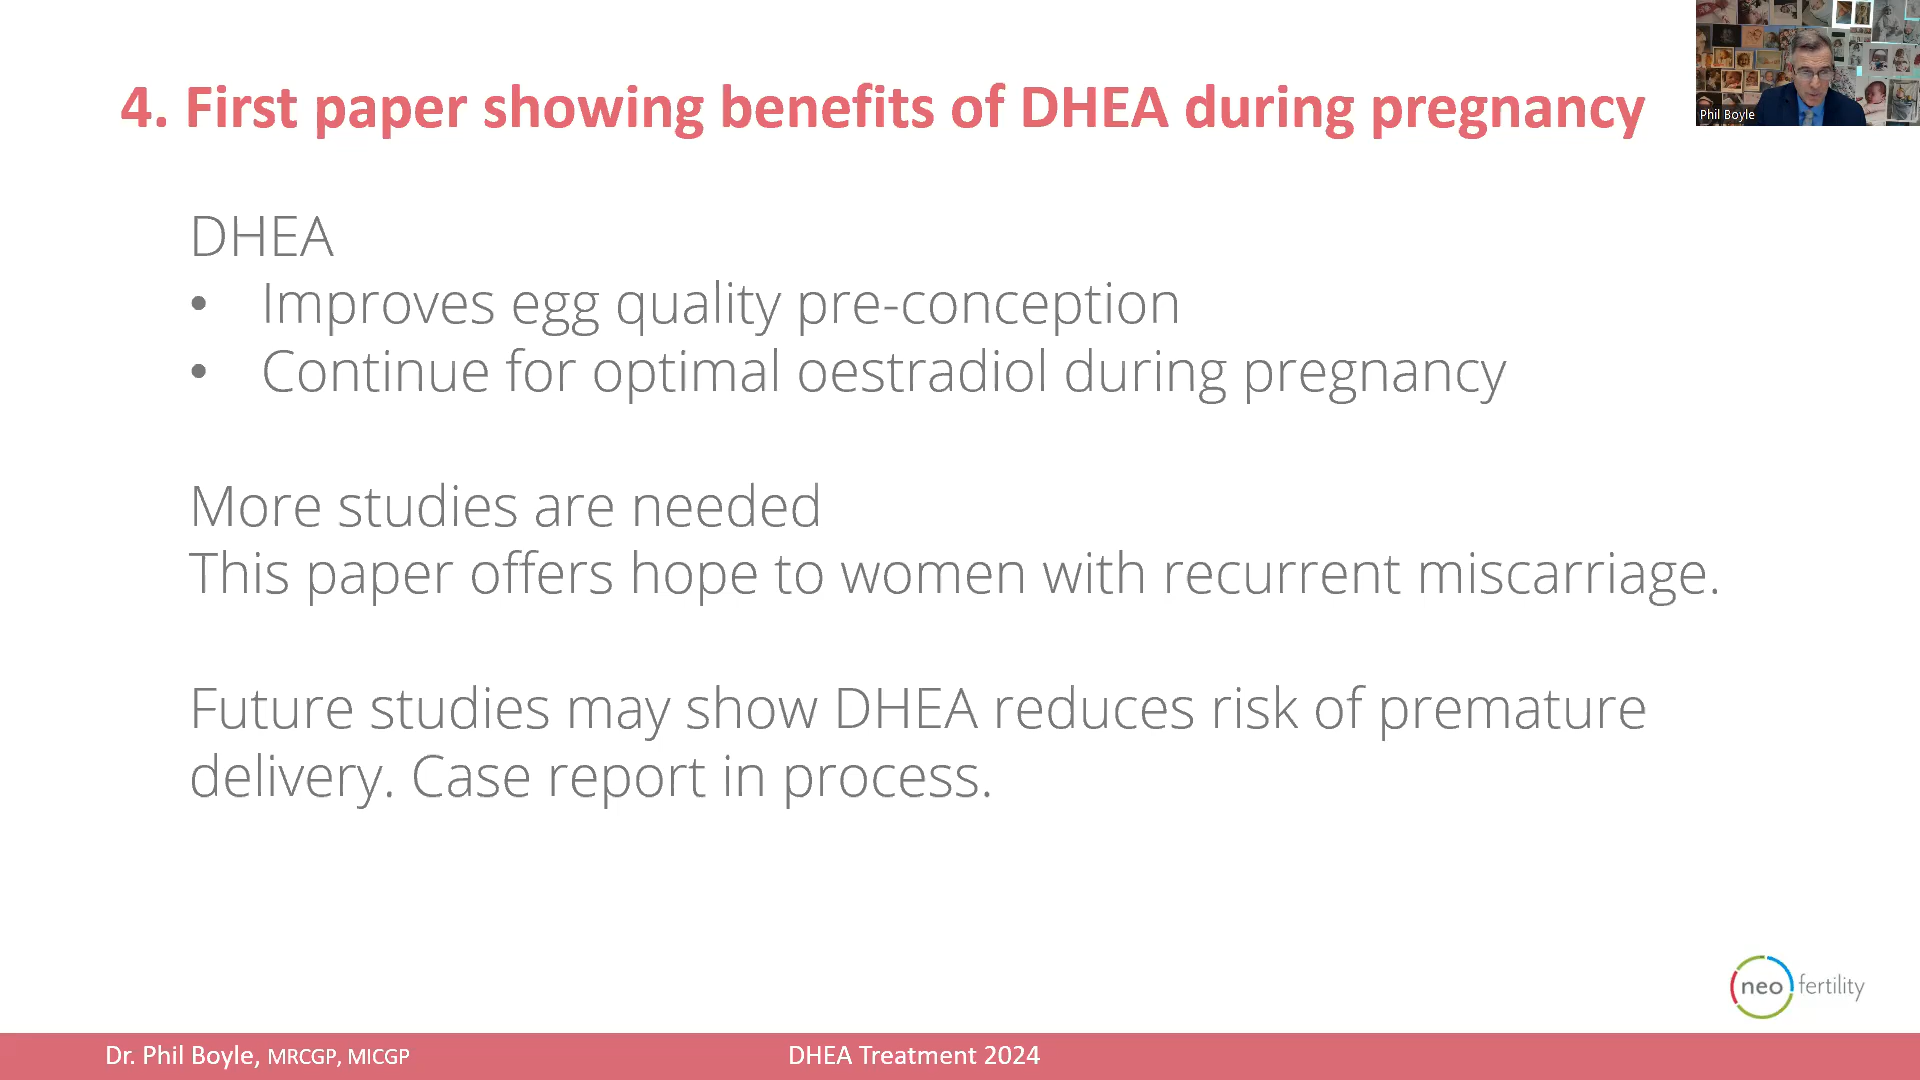 4. First paper showing benefits of DHEA during pregnancy
Phil Boyle
DHEA
• Improves egg quality pre-conception
• Continue for optimal oestradiol during pregnancy
More studies are needed
This paper offers hope to women with recurrent miscarriage.
Future studies may show DHEA reduces risk of premature
delivery. Case report in process.
neo fertility
Dr. Phil Boyle, MRCGP, MICGP
DHEA Treatment 2024